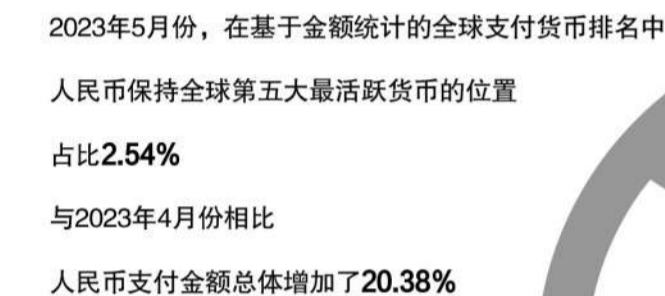 2023年5月份，在基于金额统计的全球支付货币排名中
人民币保持全球第五大最活跃货币的位置
占比2.54%
与2023年4月份相比
人民币支付金额总体增加了20.38%